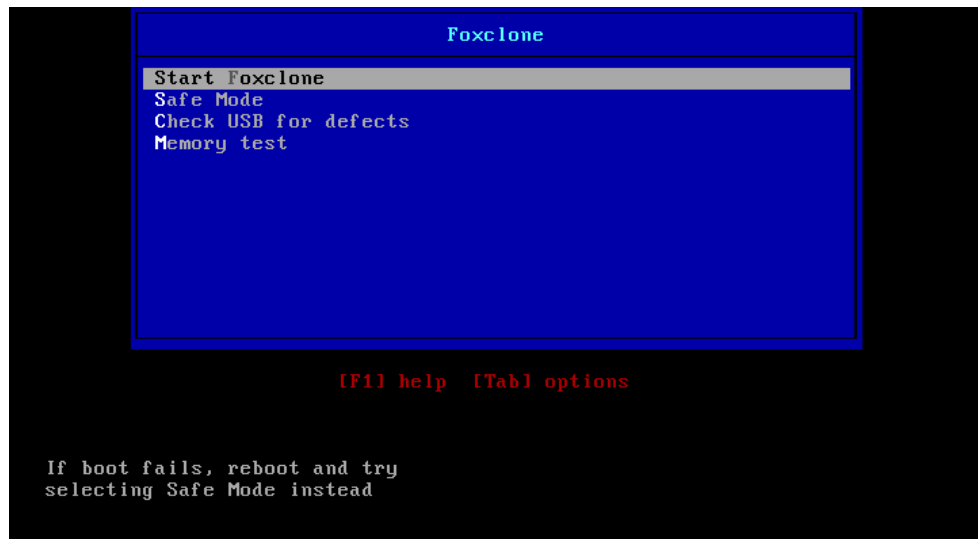 Foxclone
Start Foxclone
Safe Mode
Check USB for defects
Memory test
[F1] help [Tab] options
If boot fails, reboot and try
selecting Safe Mode instead